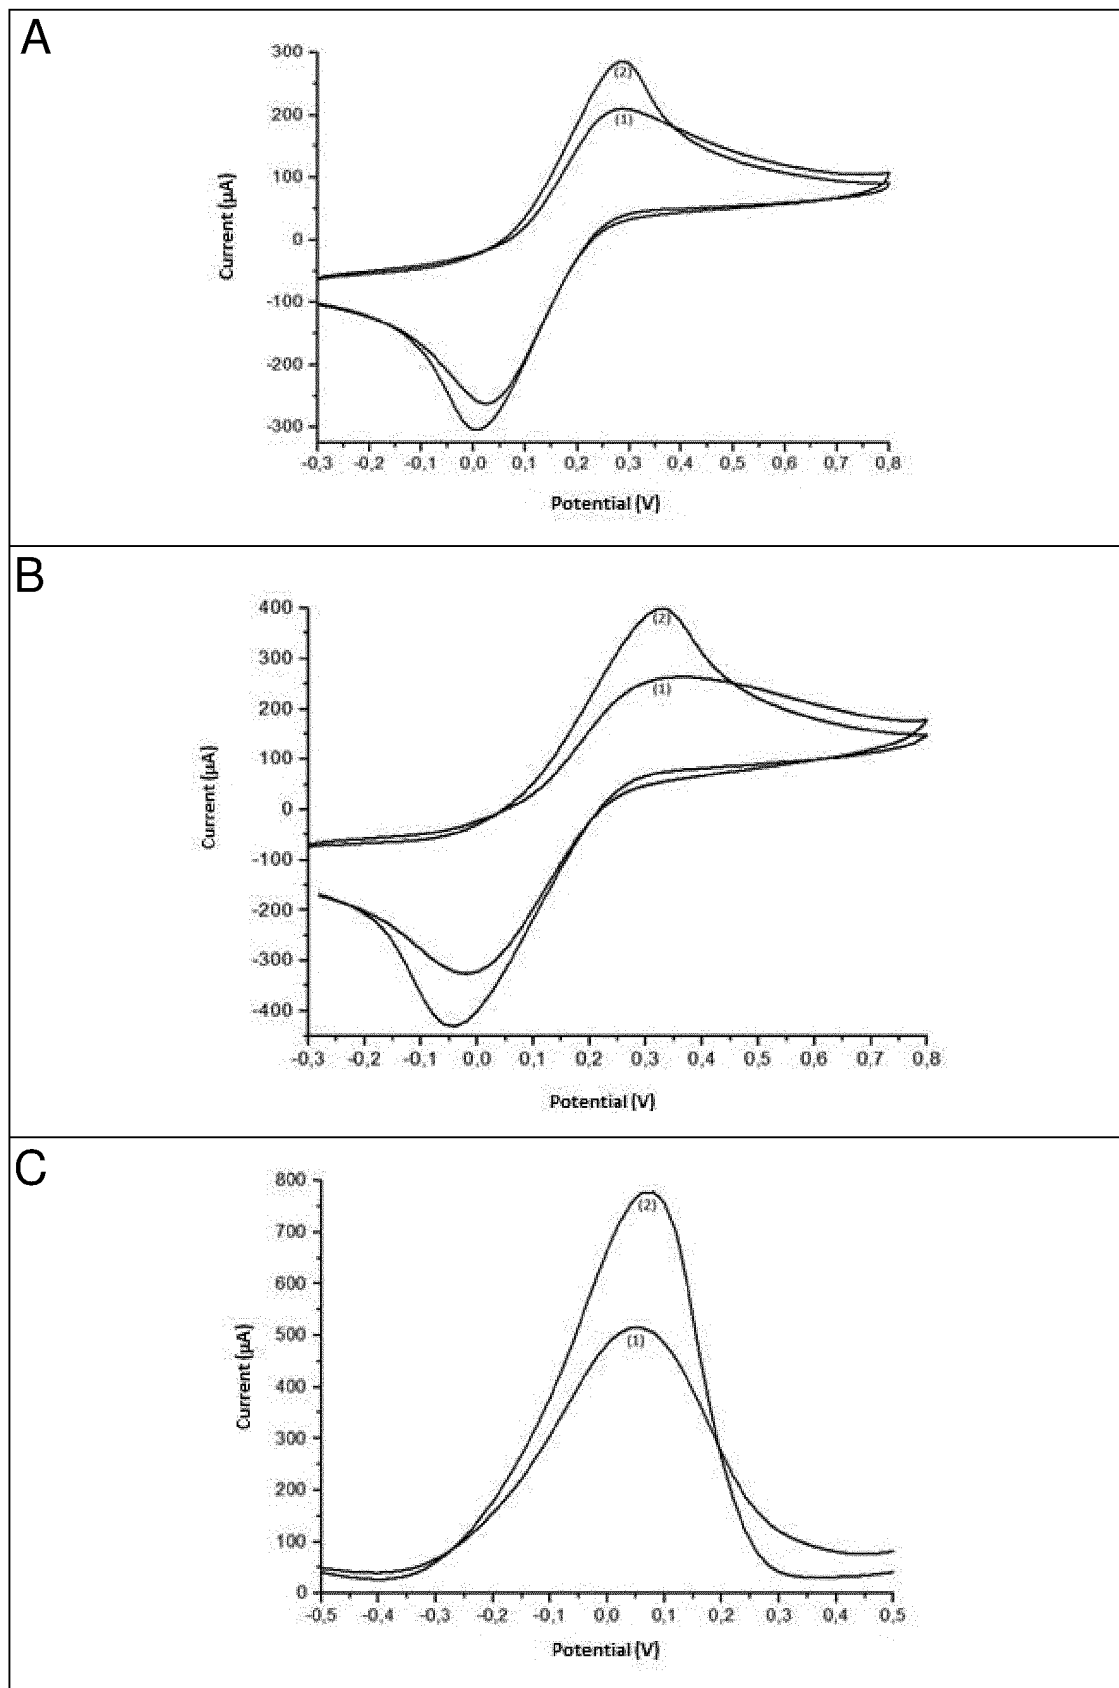 A
300
200
100
0
-100
-200
-300
Current (µA)
(2)
(1)
-0,3 -0,2 -0,1 0,0 0,1 0,2 0,3 0,4 0,5 0,6 0,7 0,8
Potential (V)
B
400
300
200
100
0
-100
-200
-300
-400
Current (µA)
(2)
(1)
-0,3 -0,2 -0,1 0,0 0,1 0,2 0,3 0,4 0,5 0,6 0,7 0,8
Potential (V)
C
800
700
600
500
400
300
200
100
0
Current (µA)
(2)
(1)
-0,5 -0,4 -0,3 -0,2 -0,1 0,0 0,1 0,2 0,3 0,4 0,5
Potential (V)